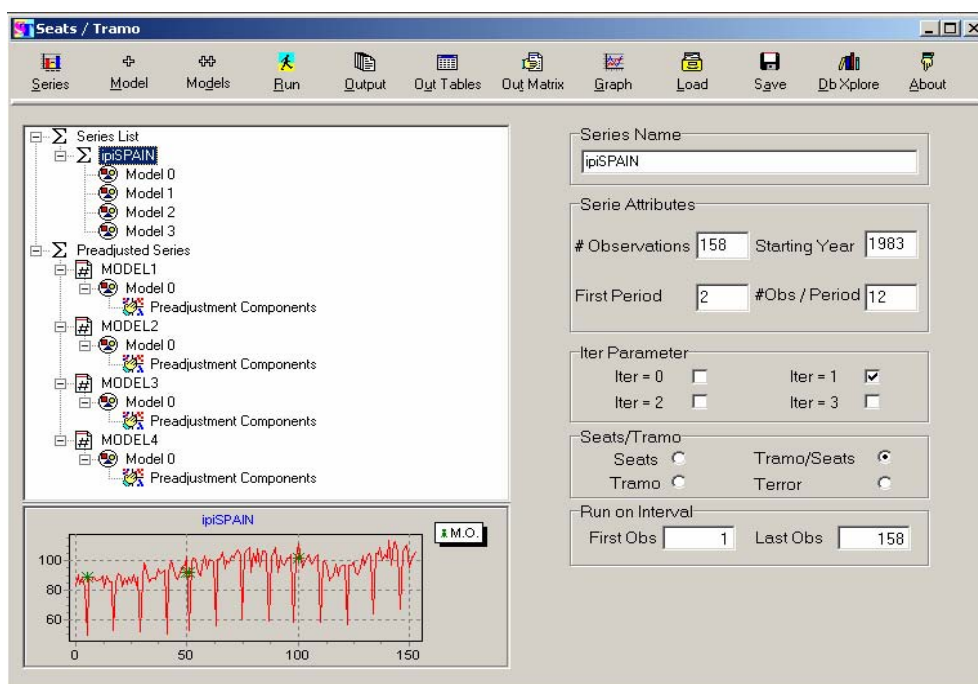 Seats / Tramo
Series Model Models Run Output Out Tables Out Matrix Graph Load Save Db Xplore About
Series List
ipiSPAIN
Model 0
Model 1
Model 2
Model 3
Preadjusted Series
MODEL1
Model 0
Preadjustment Components
MODEL2
Model 0
Preadjustment Components
MODEL3
Model 0
Preadjustment Components
MODEL4
Model 0
Preadjustment Components
ipiSPAIN
M.O.
100
80
60
0 50 100 150
Series Name
ipiSPAIN
Serie Attributes
# Observations 158 Starting Year 1983
First Period 2 #Obs / Period 12
Iter Parameter
Iter = 0 Iter = 1
Iter = 2 Iter = 3
Seats/Tramo
Seats Tramo/Seats
Tramo Terror
Run on Interval
First Obs 1 Last Obs 158